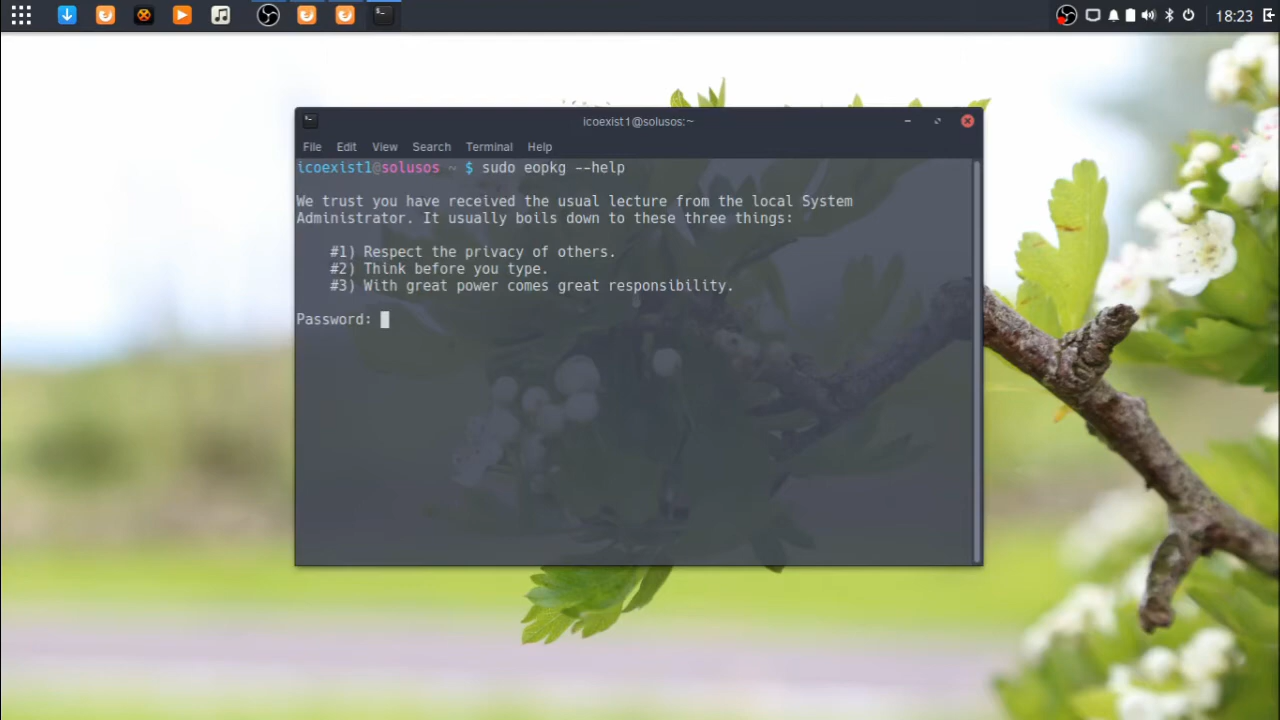 18:23
icoexist1@solusos:~
File Edit View Search Terminal Help
icoexist1@solusos ~ $ sudo eopkg --help
We trust you have received the usual lecture from the local System
Administrator. It usually boils down to these three things:
#1) Respect the privacy of others.
#2) Think before you type.
#3) With great power comes great responsibility.
Password: